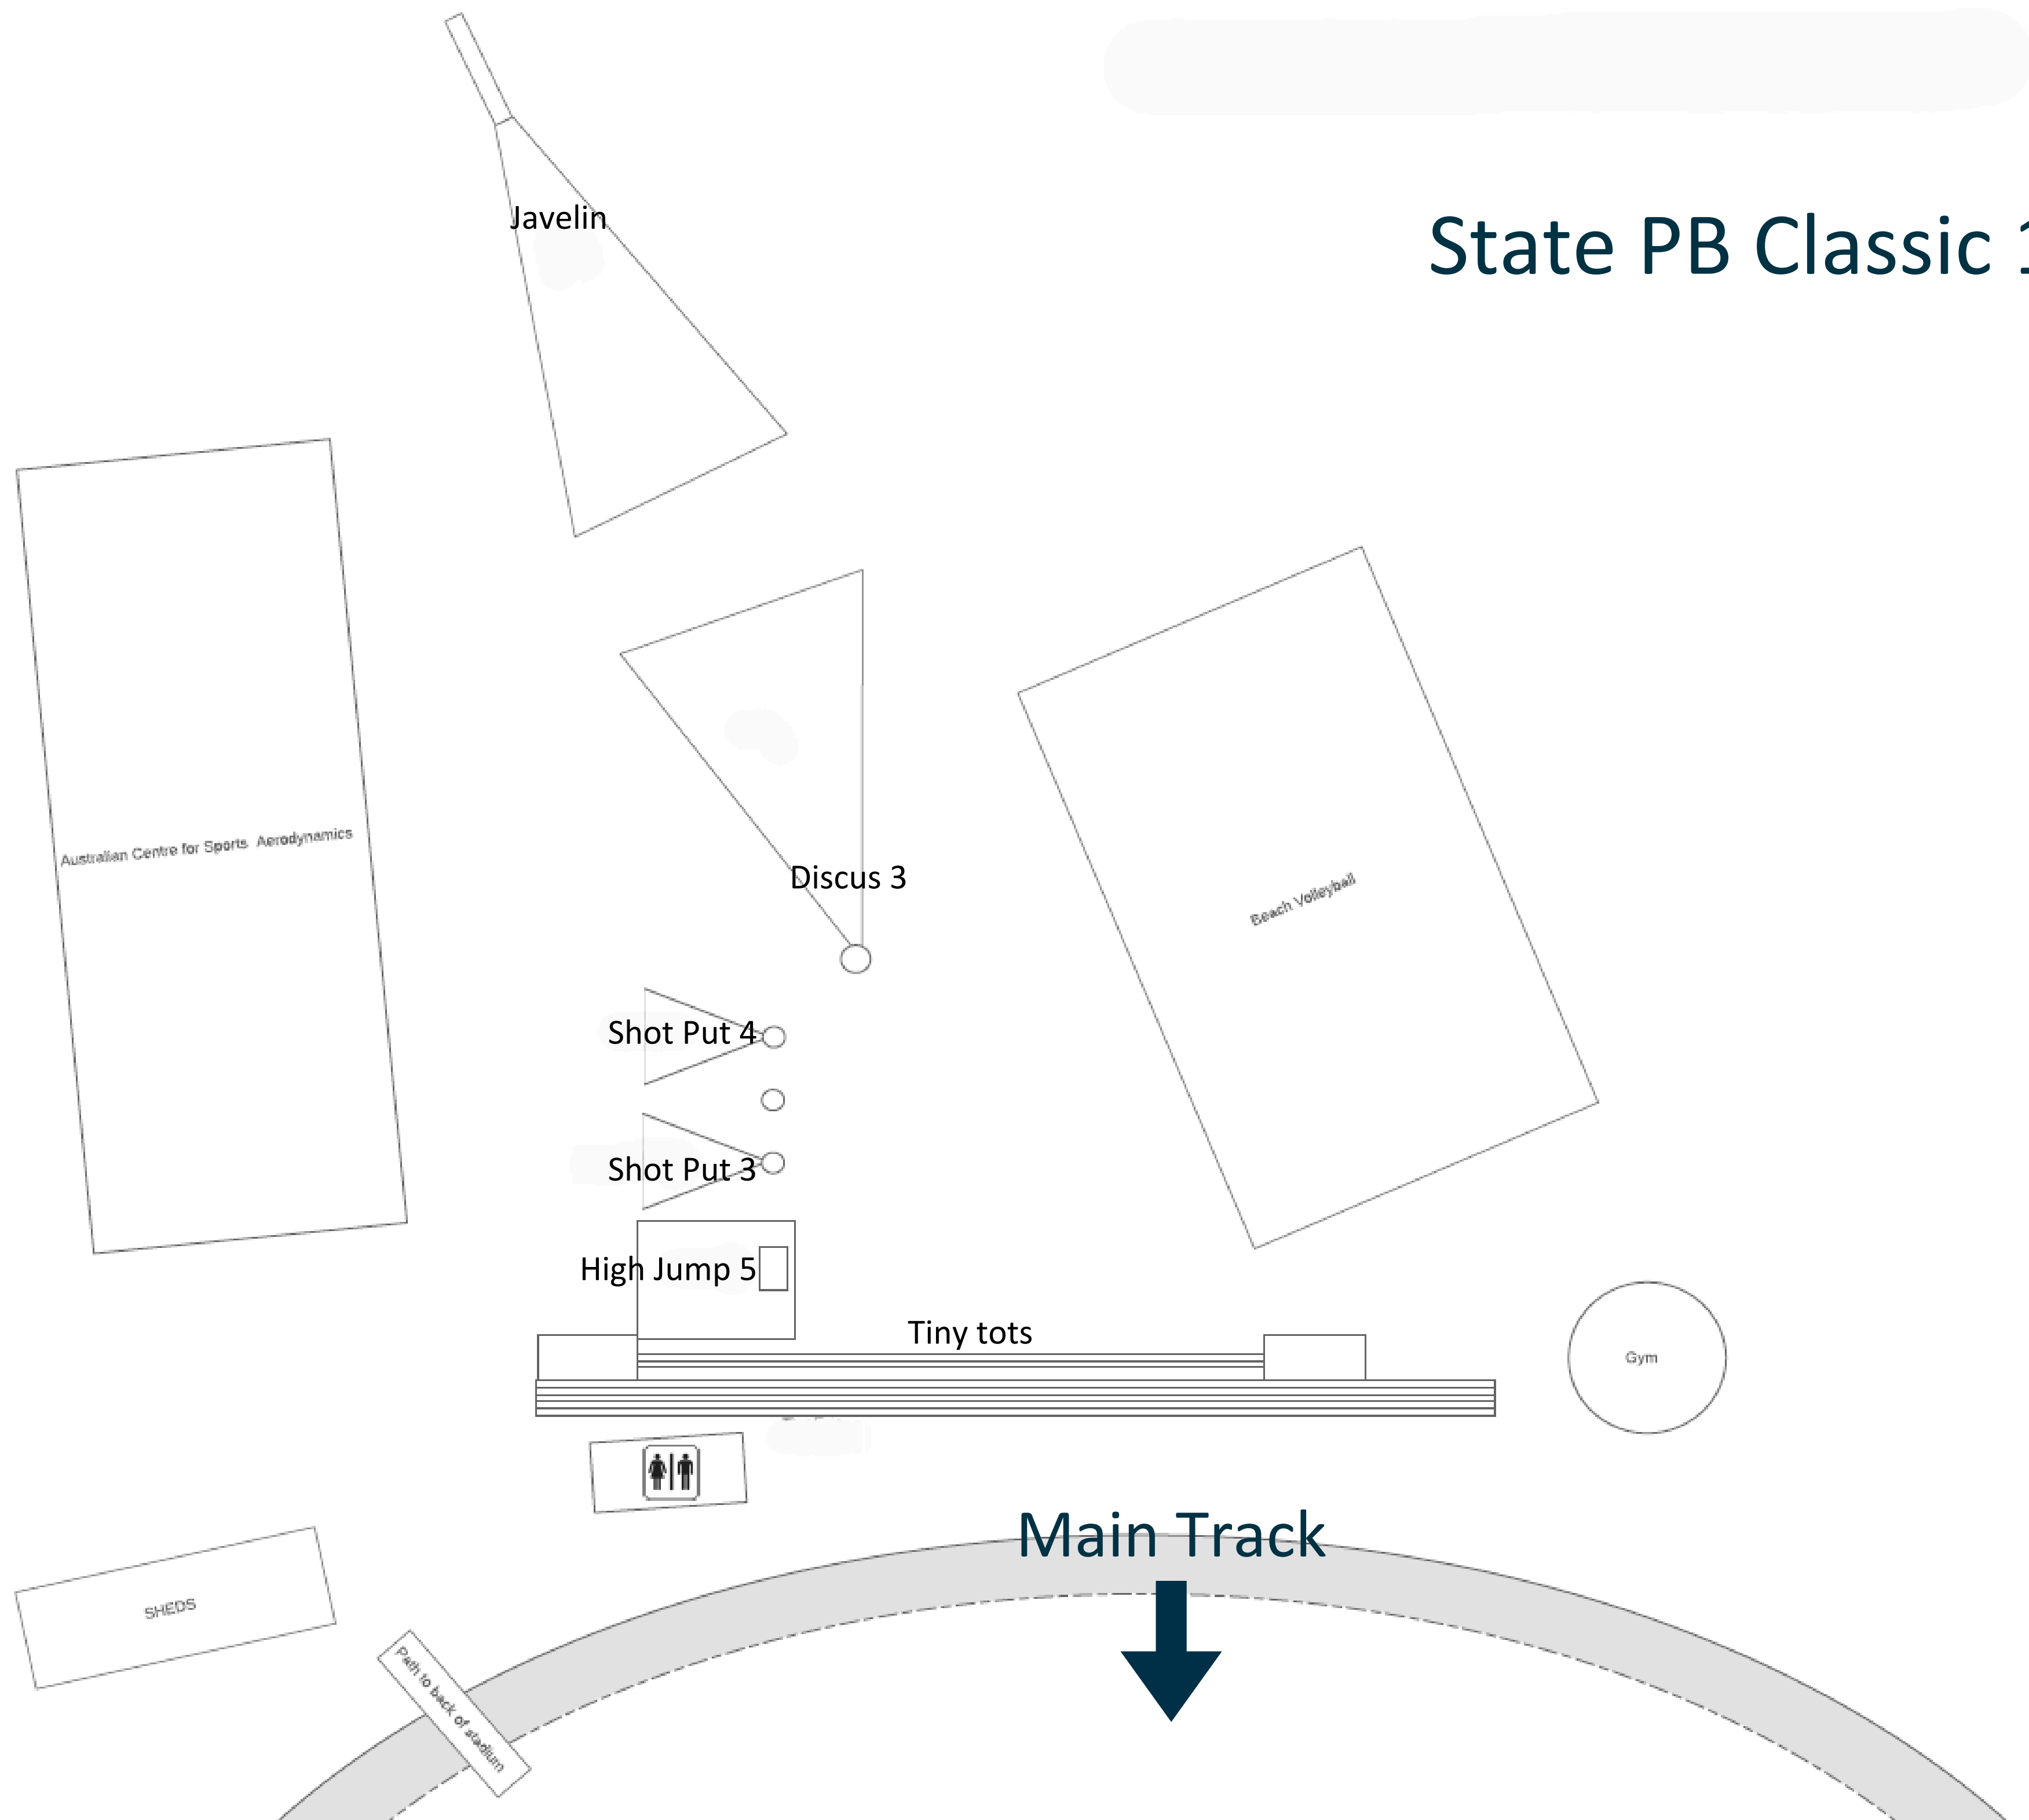 Javelin
State PB Classic 1
Australian Centre for Sports Aerodynamics
Discus 3
Beach Volleyball
Shot Put 4
Shot Put 3
High Jump 5
Tiny tots
Gym
Main Track
SHEDS
Path to back of stadium